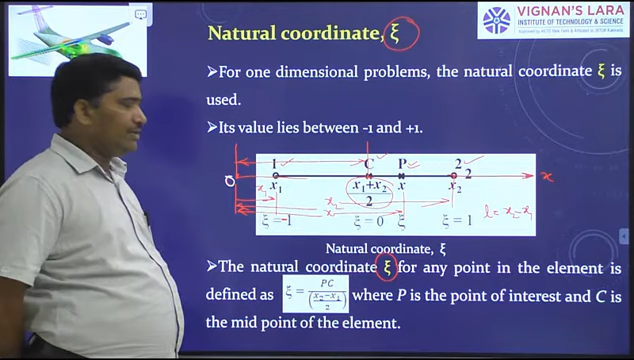 Natural coordinate, ξ
VIGNAN'S LARA
INSTITUTE OF TECHNOLOGY & SCIENCE
➢For one dimensional problems, the natural coordinate ξ is
used.
➢Its value lies between -1 and +1.
1 C P 2
O x₁ (x₁+x₂)/2 x x₂ 2 x
x₁
x₂
x
l = x₂-x₁
ξ =-1 ξ =0 ξ ξ = 1
Natural coordinate, ξ
➢The natural coordinate ξ for any point in the element is
defined as ξ = PC/((x₂−x₁)/2) where P is the point of interest and C is
the mid point of the element.